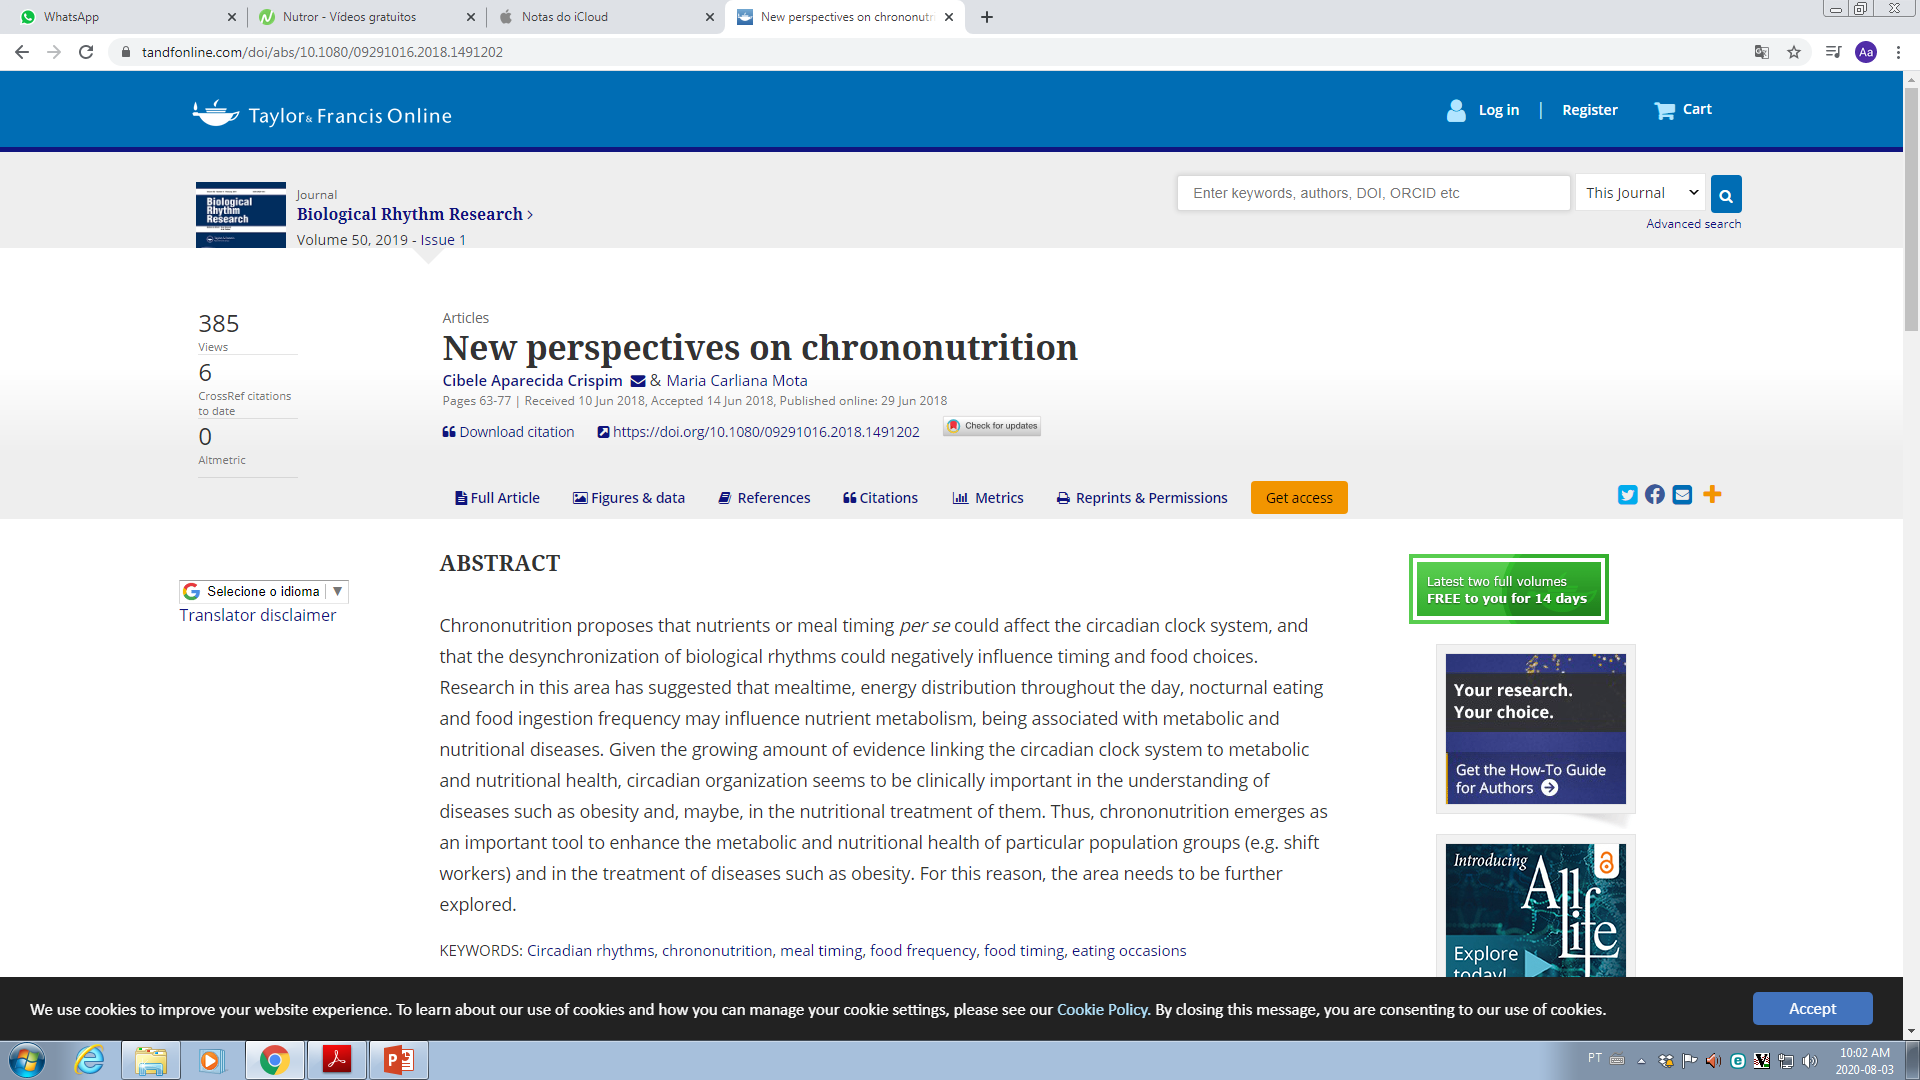 WhatsApp
Nutror - Vídeos gratuitos
Notas do iCloud
New perspectives on chrononutri
tandfonline.com/doi/abs/10.1080/09291016.2018.1491202
Aa
Taylor & Francis Online
Log in | Register
Cart
Biological
Rhythm
Research
Journal
Biological Rhythm Research >
Volume 50, 2019 - Issue 1
Enter keywords, authors, DOI, ORCID etc
This Journal
Advanced search
385
Views
6
CrossRef citations
to date
0
Altmetric
Articles
New perspectives on chrononutrition
Cibele Aparecida Crispim & Maria Carliana Mota
Pages 63-77 | Received 10 Jun 2018, Accepted 14 Jun 2018, Published online: 29 Jun 2018
Download citation https://doi.org/10.1080/09291016.2018.1491202 Check for updates
Full Article Figures & data References Citations Metrics Reprints & Permissions Get access
Selecione o idioma ▼
Translator disclaimer
ABSTRACT
Chrononutrition proposes that nutrients or meal timing per se could affect the circadian clock system, and
that the desynchronization of biological rhythms could negatively influence timing and food choices.
Research in this area has suggested that mealtime, energy distribution throughout the day, nocturnal eating
and food ingestion frequency may influence nutrient metabolism, being associated with metabolic and
nutritional diseases. Given the growing amount of evidence linking the circadian clock system to metabolic
and nutritional health, circadian organization seems to be clinically important in the understanding of
diseases such as obesity and, maybe, in the nutritional treatment of them. Thus, chrononutrition emerges as
an important tool to enhance the metabolic and nutritional health of particular population groups (e.g. shift
workers) and in the treatment of diseases such as obesity. For this reason, the area needs to be further
explored.
KEYWORDS: Circadian rhythms, chrononutrition, meal timing, food frequency, food timing, eating occasions
Latest two full volumes
FREE to you for 14 days
Your research.
Your choice.
Get the How-To Guide
for Authors
Introducing
All
life
Explore
today!
We use cookies to improve your website experience. To learn about our use of cookies and how you can manage your cookie settings, please see our Cookie Policy. By closing this message, you are consenting to our use of cookies.
Accept
PT
10:02 AM
2020-08-03